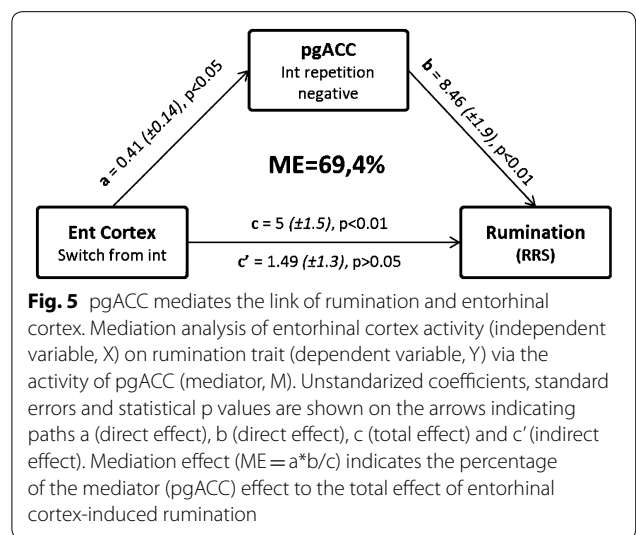 pgACC
Int repetition
negative
a = 0.41 (±0.14), p<0.05
b = 8.46 (±1.9), p<0.01
ME=69,4%
Ent Cortex
Switch from int
c = 5 (±1.5), p<0.01
c’ = 1.49 (±1.3), p>0.05
Rumination
(RRS)
Fig. 5 pgACC mediates the link of rumination and entorhinal
cortex. Mediation analysis of entorhinal cortex activity (independent
variable, X) on rumination trait (dependent variable, Y) via the
activity of pgACC (mediator, M). Unstandarized coefficients, standard
errors and statistical p values are shown on the arrows indicating
paths a (direct effect), b (direct effect), c (total effect) and c’ (indirect
effect). Mediation effect (ME = a*b/c) indicates the percentage
of the mediator (pgACC) effect to the total effect of entorhinal
cortex-induced rumination